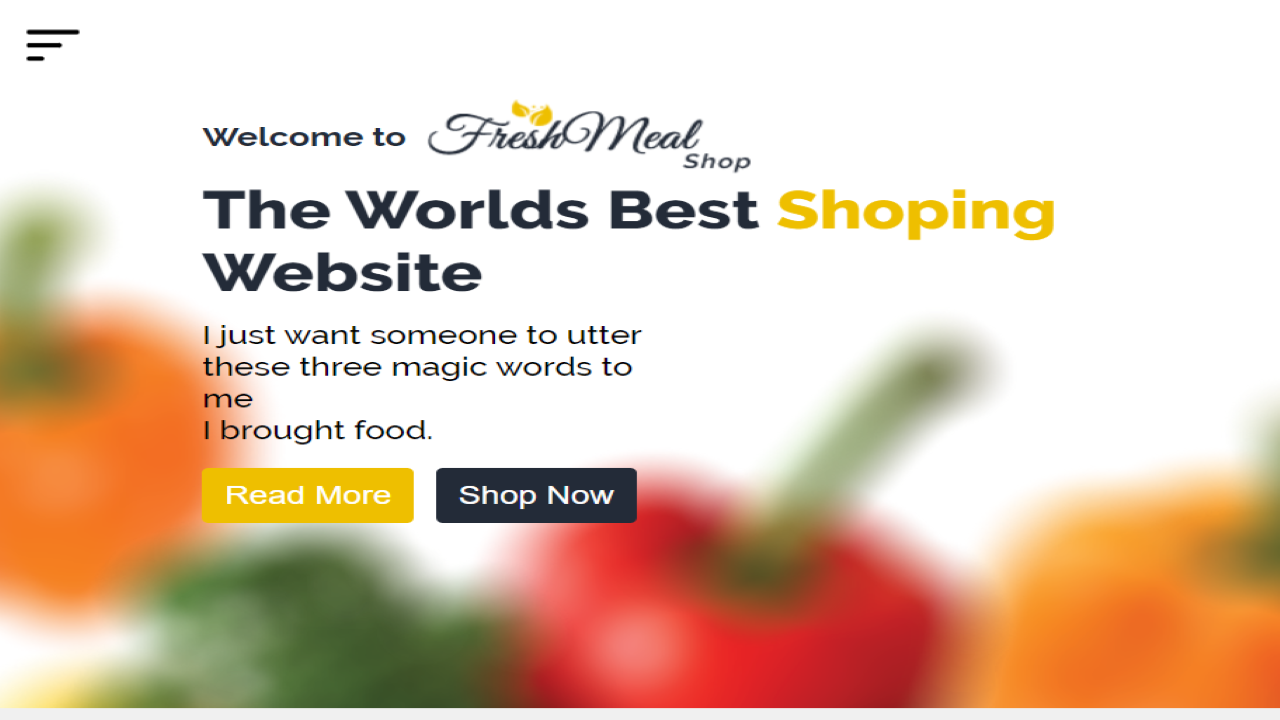 Welcome to FreshMeal Shop
The Worlds Best Shoping
Website
I just want someone to utter
these three magic words to
me
I brought food.
Read More Shop Now